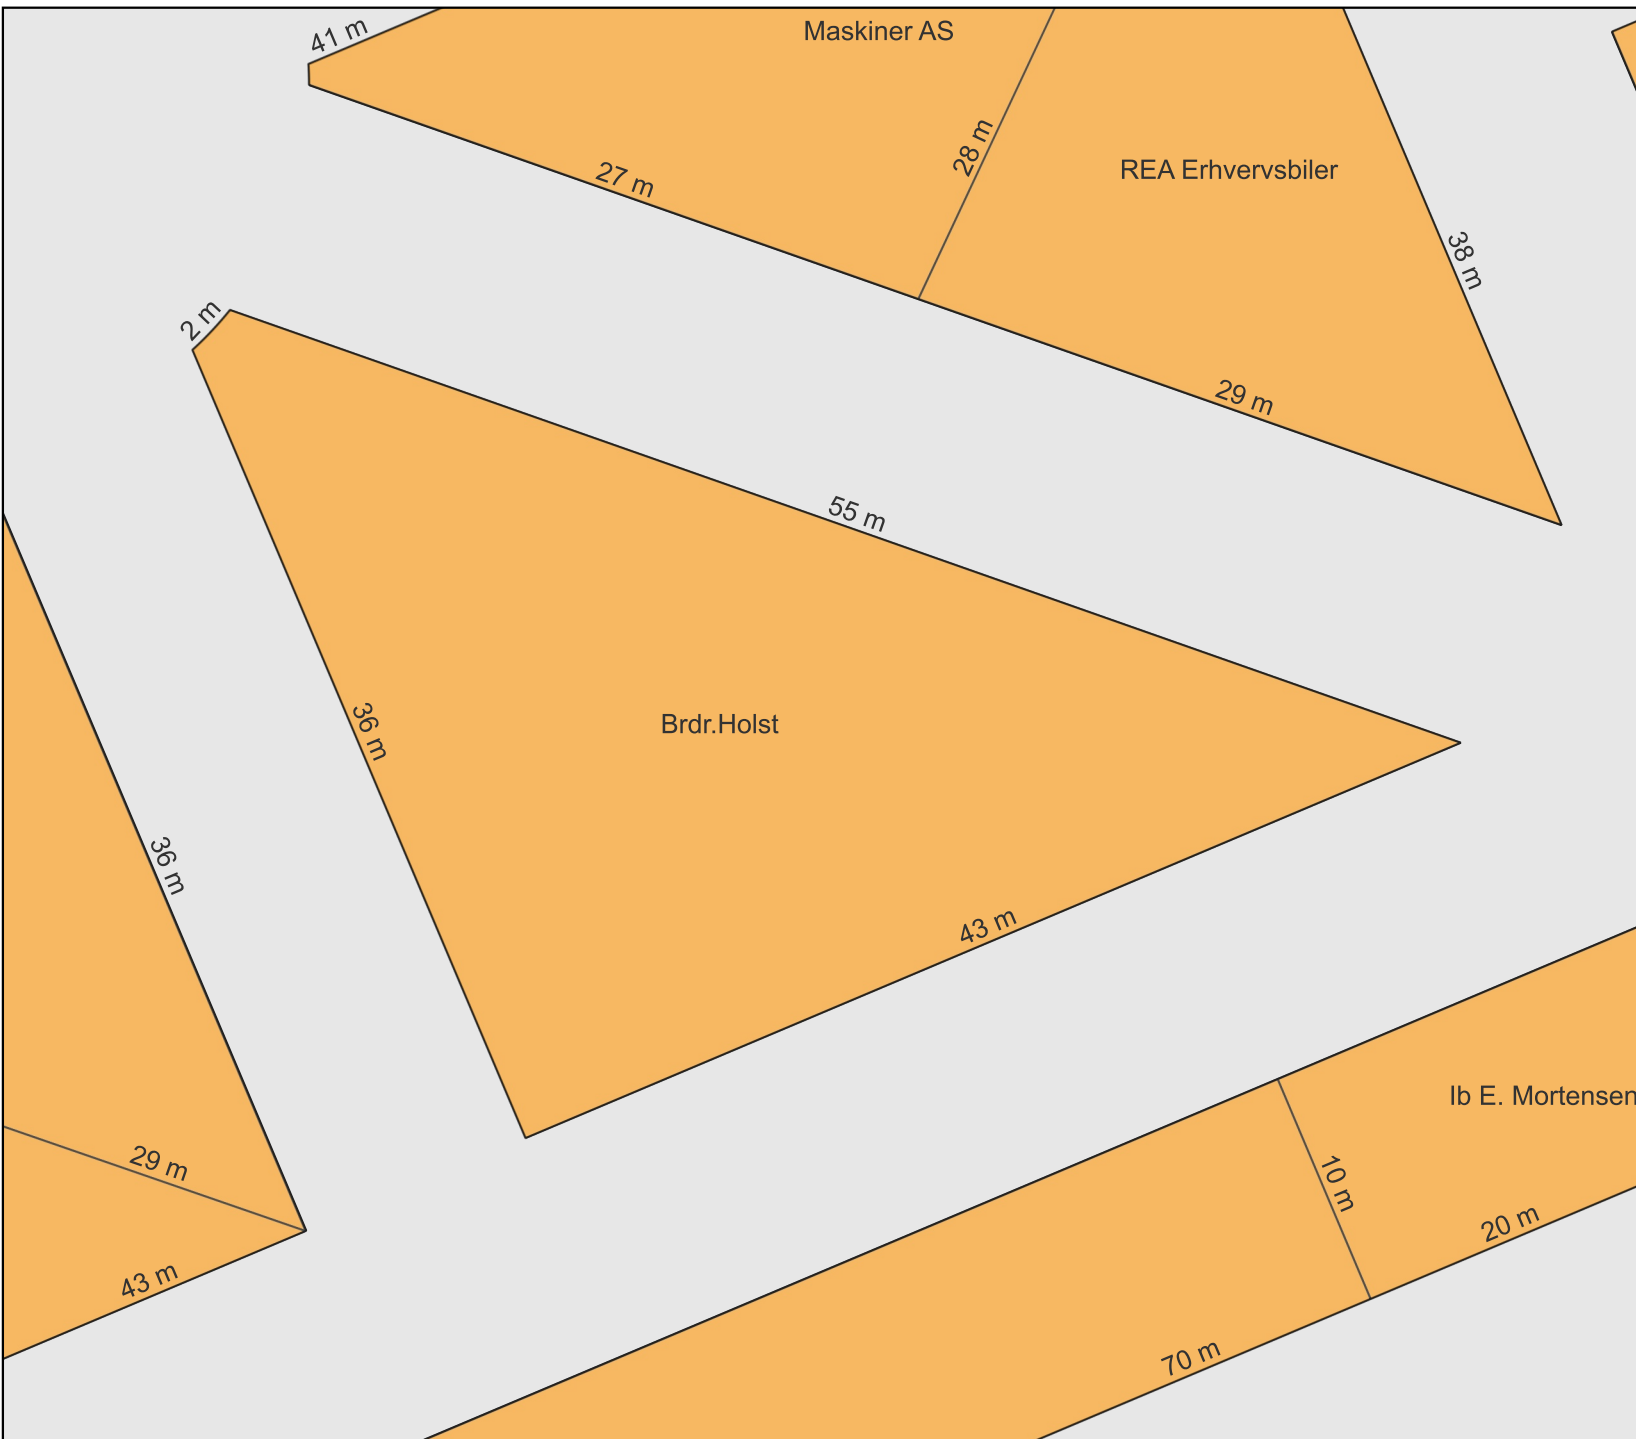 41 m
Maskiner AS
28 m
27 m
REA Erhvervsbiler
38 m
2 m
29 m
55 m
36 m
Brdr.Holst
36 m
43 m
Ib E. Mortensen
29 m
10 m
20 m
43 m
70 m